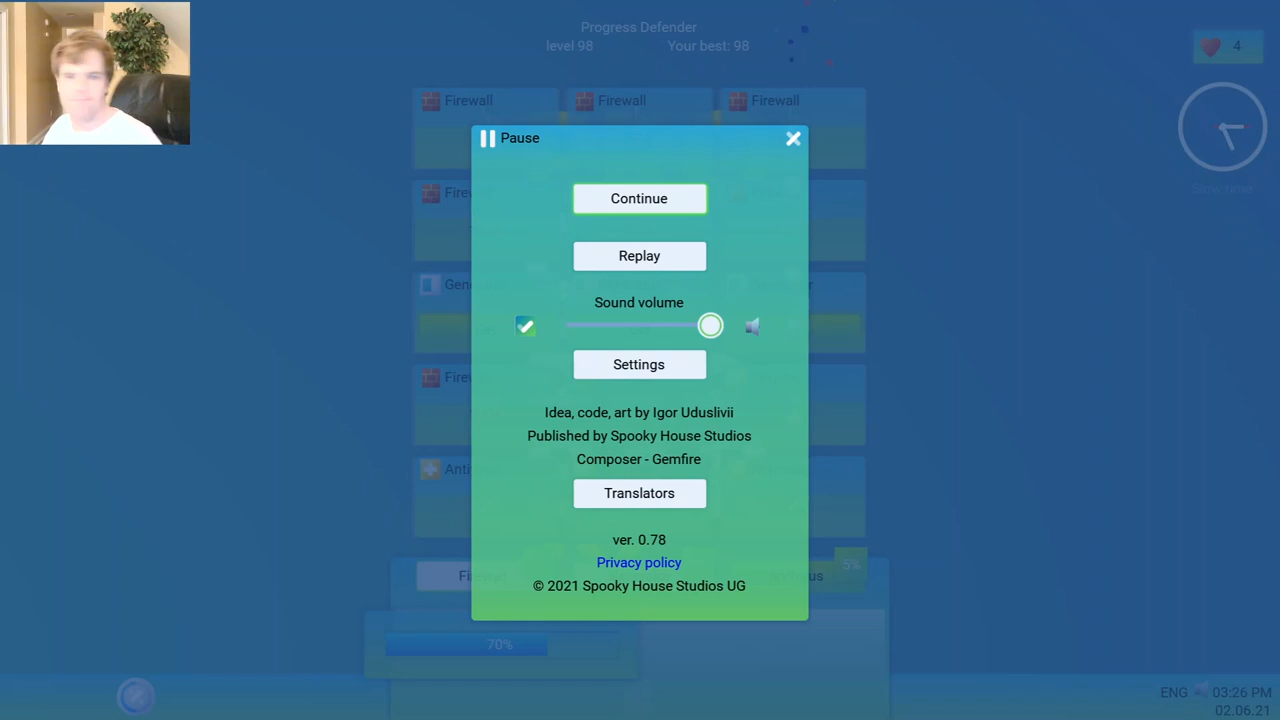 Progress Defender
level 98 Your best: 98
4
Firewall Firewall Firewall
Pause
Continue
Replay
Sound volume
Settings
Idea, code, art by Igor Uduslivii
Published by Spooky House Studios
Composer - Gemfire
Translators
ver. 0.78
Privacy policy
© 2021 Spooky House Studios UG
5%
70%
ENG 03:26 PM
02.06.21